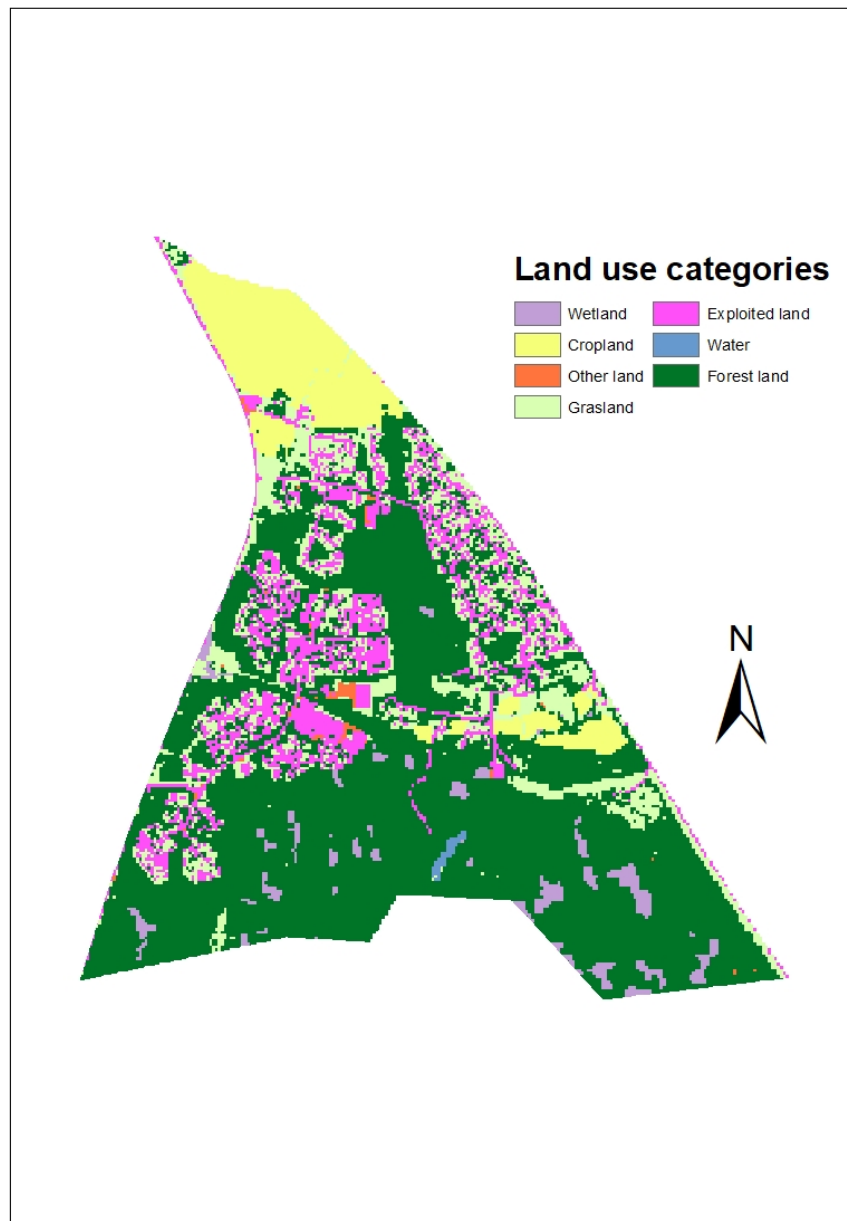 Land use categories
Wetland
Exploited land
Cropland
Water
Other land
Forest land
Grasland
N